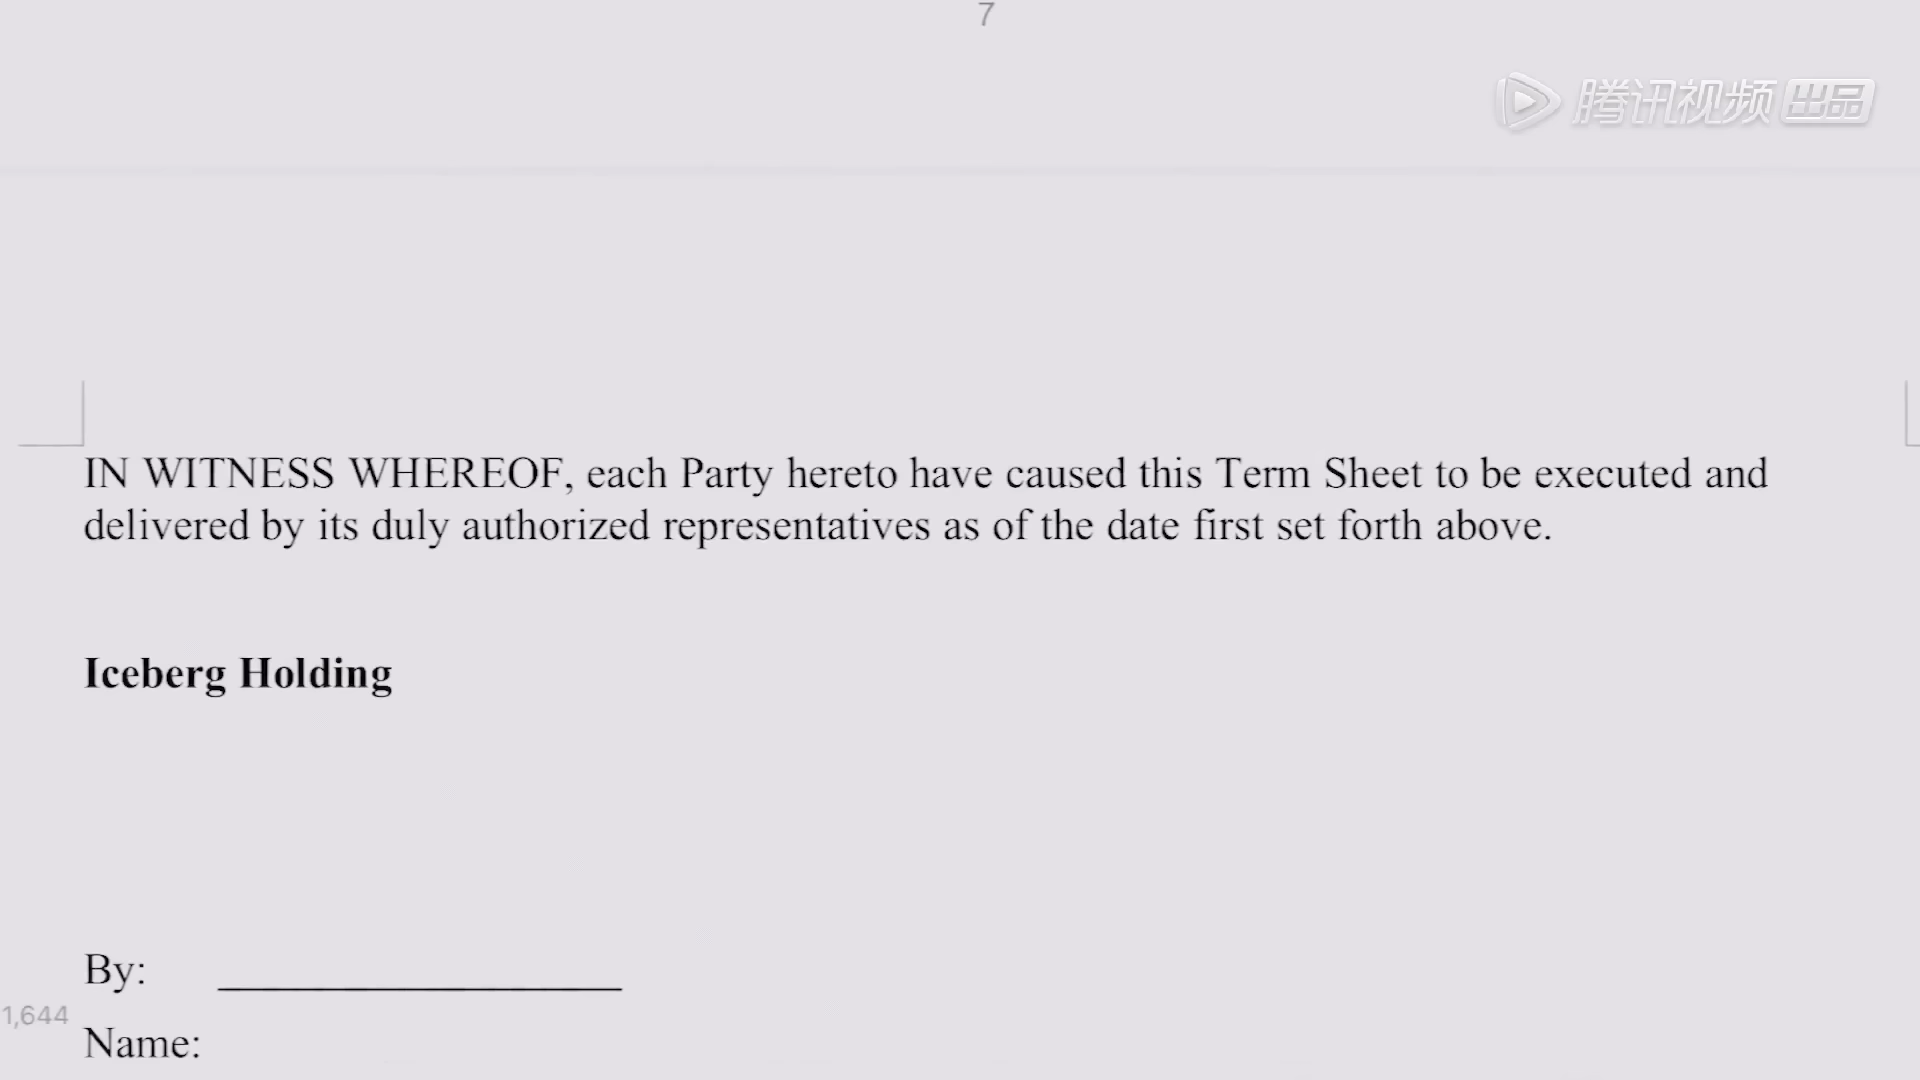 7
腾讯视频 出品
IN WITNESS WHEREOF, each Party hereto have caused this Term Sheet to be executed and
delivered by its duly authorized representatives as of the date first set forth above.
Iceberg Holding
By:
1,644
Name: